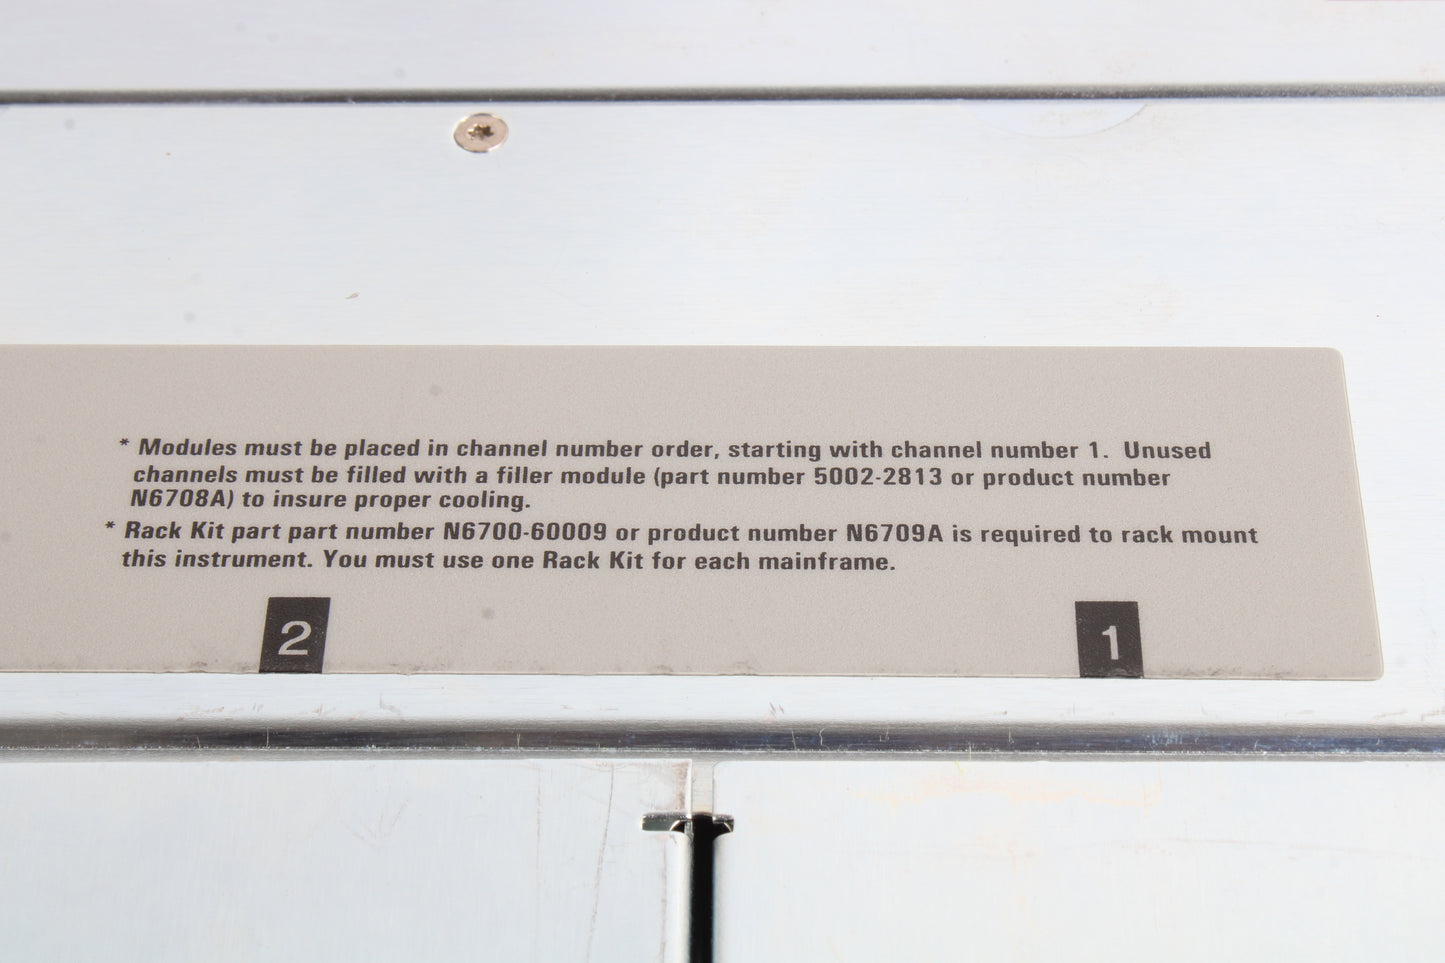 * Modules must be placed in channel number order, starting with channel number 1.  Unused
channels must be filled with a filler module (part number 5002-2813 or product number
N6708A) to insure proper cooling.
* Rack Kit part part number N6700-60009 or product number N6709A is required to rack mount
this instrument. You must use one Rack Kit for each mainframe.
2 1